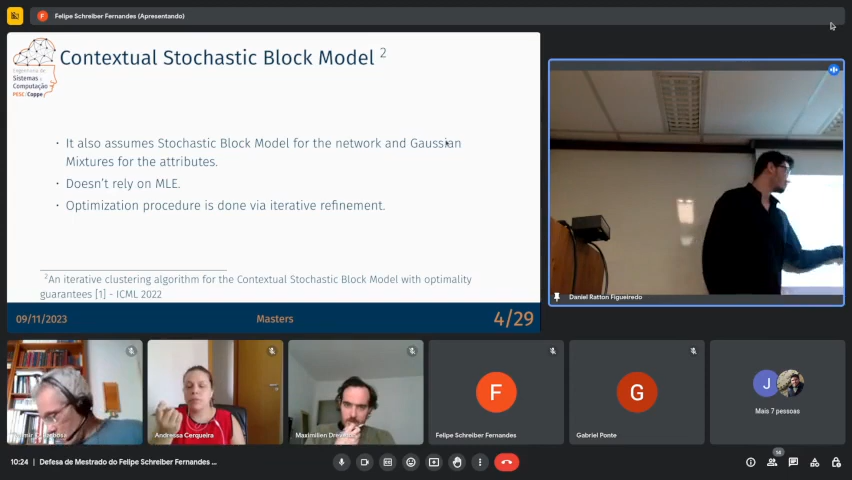 Felipe Schreiber Fernandes (Apresentando)
Contextual Stochastic Block Model 2
Engenharia de
Sistemas e
Computação
PESC / Coppe
· It also assumes Stochastic Block Model for the network and Gaussian
Mixtures for the attributes.
· Doesn't rely on MLE.
· Optimization procedure is done via iterative refinement.
2An iterative clustering algorithm for the Contextual Stochastic Block Model with optimality
guarantees [1] - ICML 2022
09/11/2023 Masters 4/29
Daniel Ratton Figueiredo
Andressa Cerqueira
Maximilien
Felipe Schreiber Fernandes
F
Gabriel Ponte
G
J
Mais 7 pessoas
10:24 | Defesa de Mestrado do Felipe Schreiber Fernandes ...
14